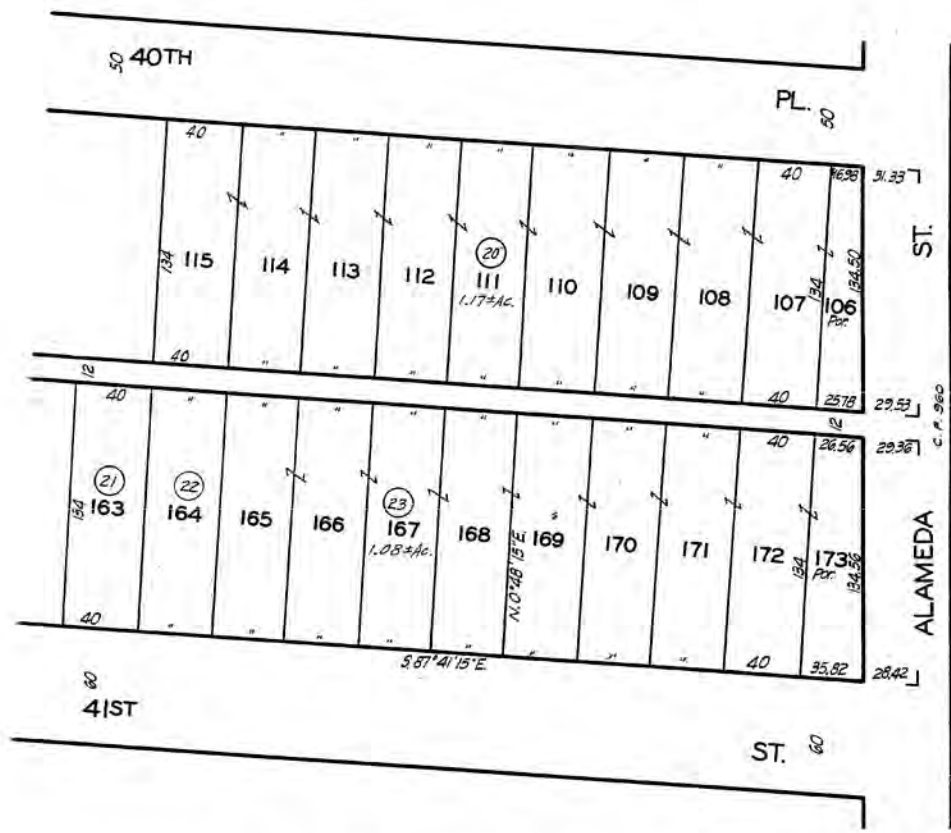 50 40TH PL. 50
40 " " " " " " " 40 16.98 31.33
ST.
134 115 114 113 112 20 111 110 109 108 107 134 106 134.50
1.17±Ac. Por.
40 " " " " " " " 40 25.78 29.53
12 12 C.F. 960
40 " " " " " " " 40 26.56 29.36
134 21 163 22 164 165 166 23 167 168 169 170 171 172 134 173 134.56
1.08±Ac. N.0°48'15"E. Por.
ALAMEDA
40 " " " " " " " 40 35.82 28.42
S.87°41'15"E.
60 41ST ST. 60